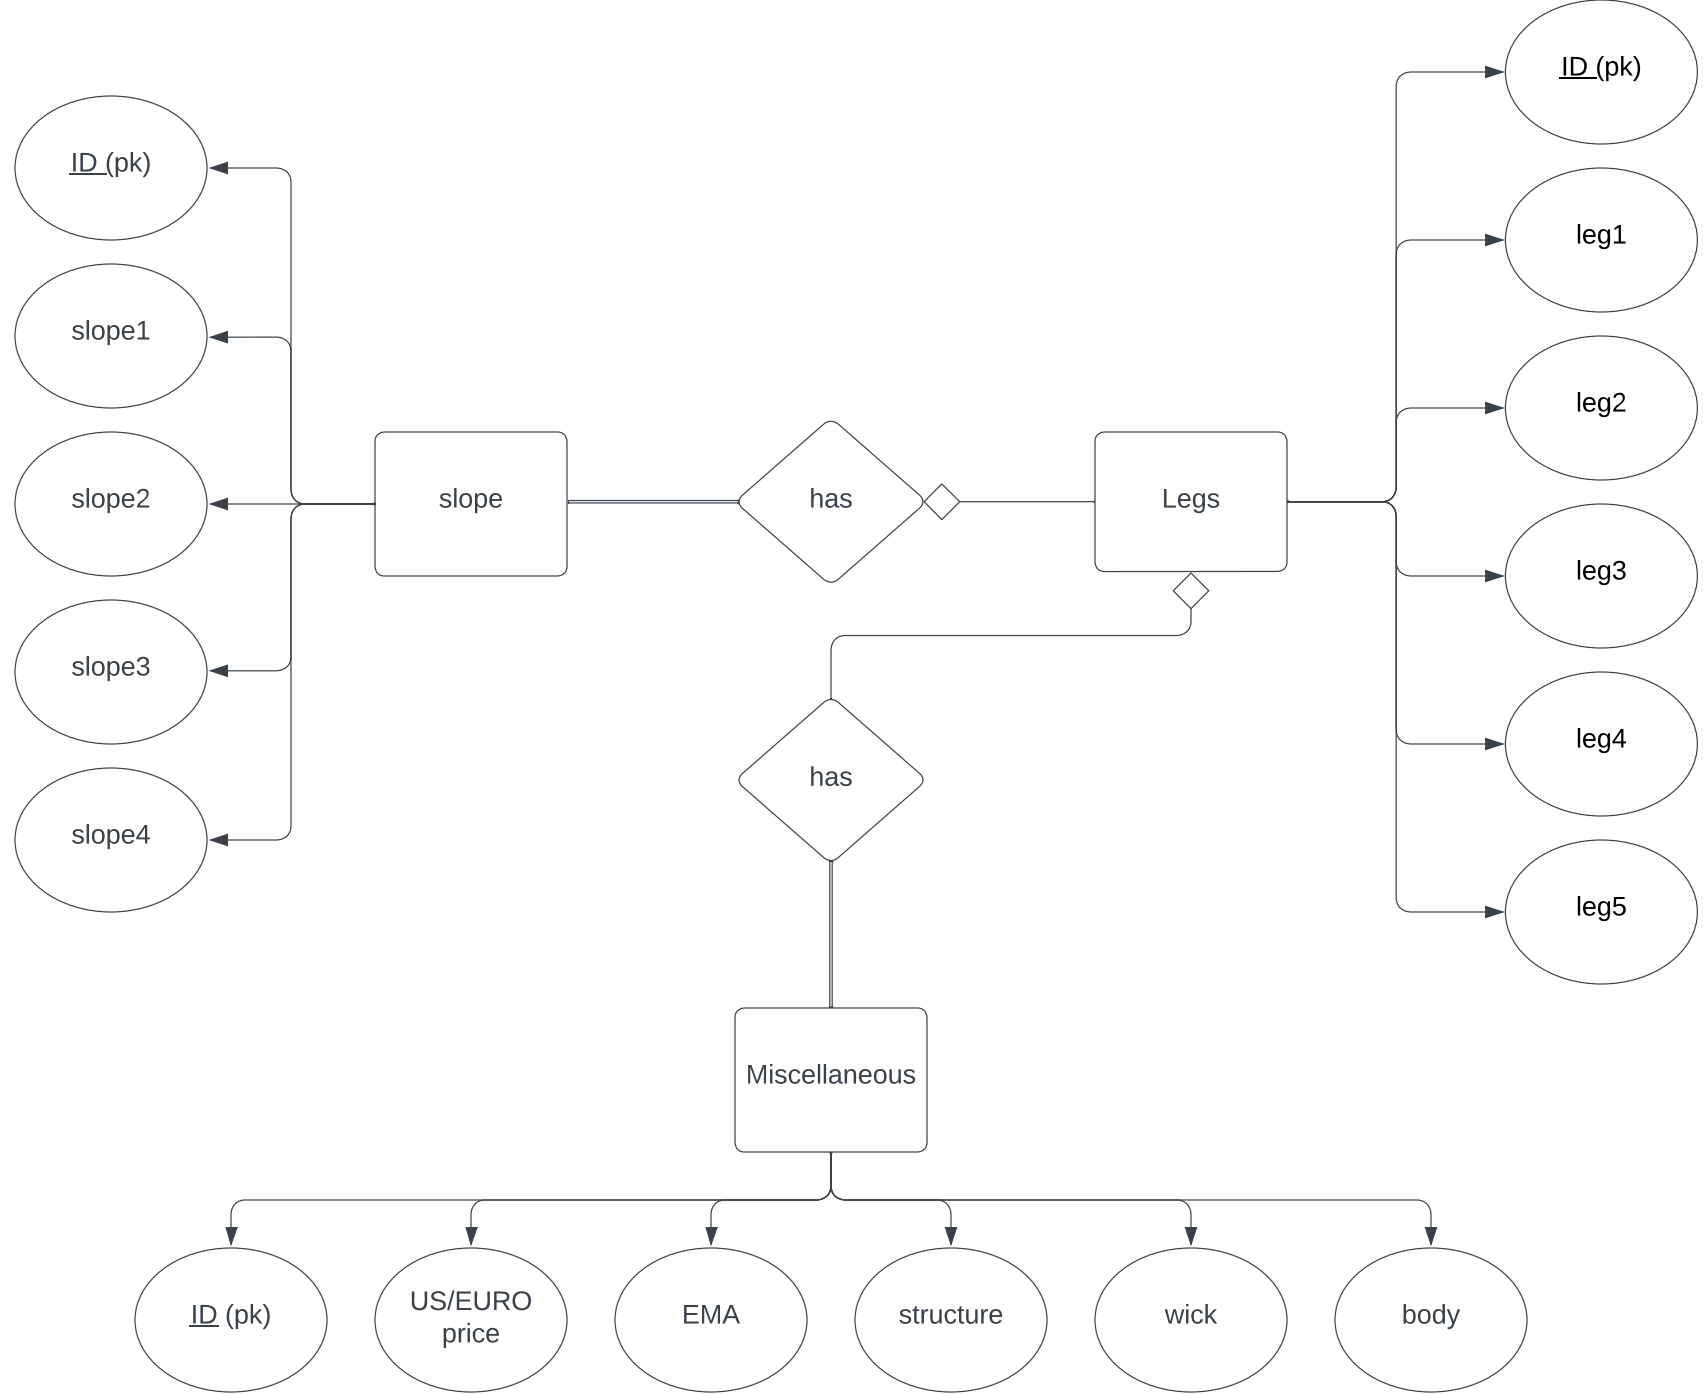 ID (pk)
slope1
slope2
slope3
slope4
slope
has
Legs
ID (pk)
leg1
leg2
leg3
leg4
leg5
has
Miscellaneous
ID (pk)
US/EURO
price
EMA
structure
wick
body